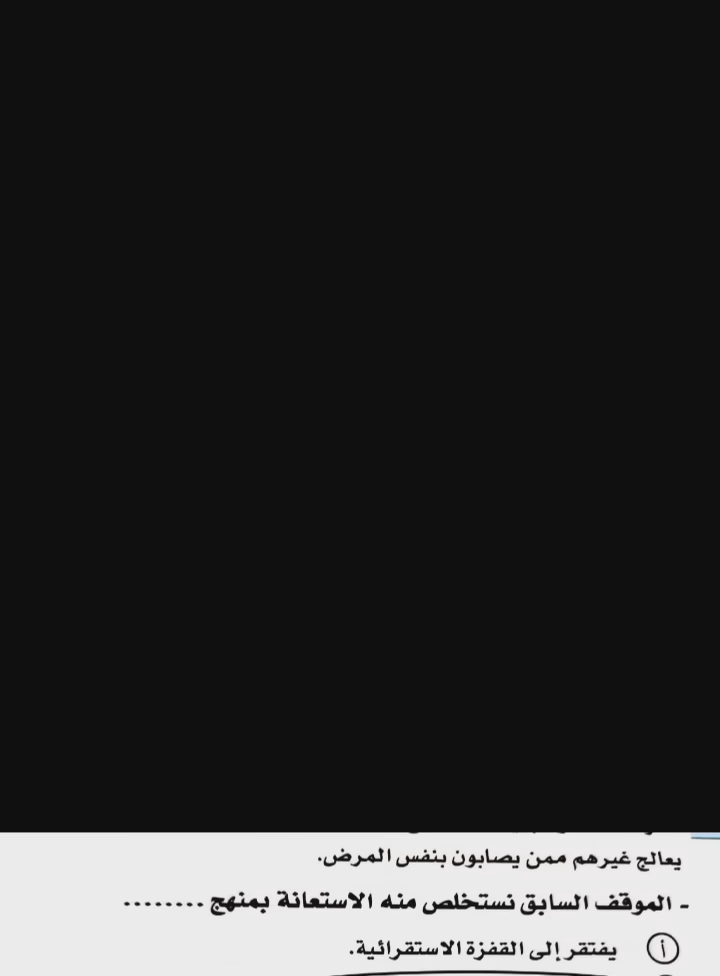 يعالج غيرهم ممن يصابون بنفس المرض.
- الموقف السابق نستخلص منه الاستعانة بمنهج ........
أ يفتقر إلى القفزة الاستقرائية.